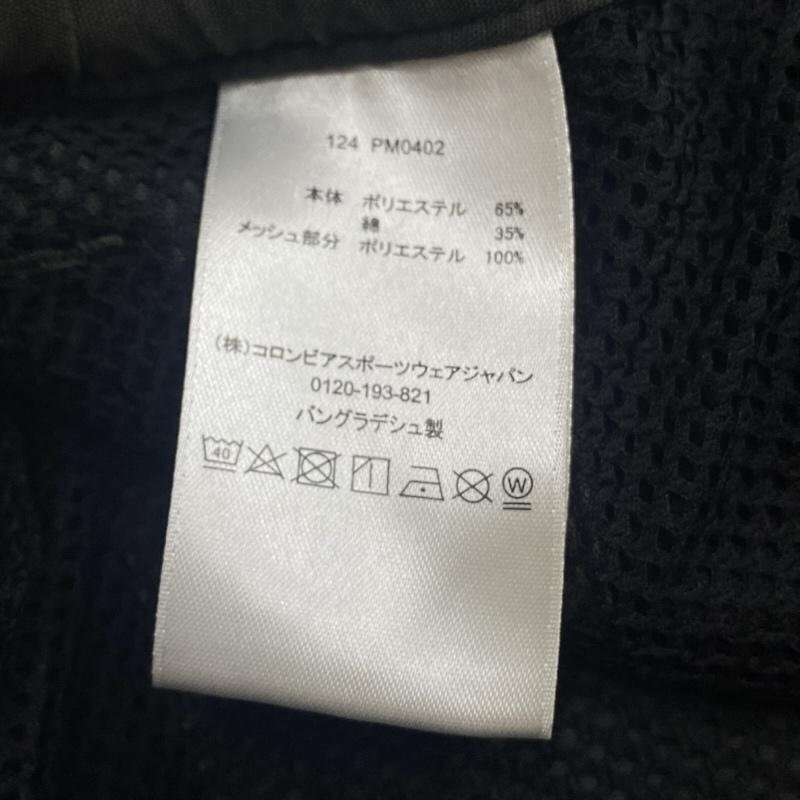 124 PM0402
本体 ポリエステル 65%
綿 35%
メッシュ部分 ポリエステル 100%
(株)コロンビアスポーツウェアジャパン
0120-193-821
バングラデシュ製
40 W